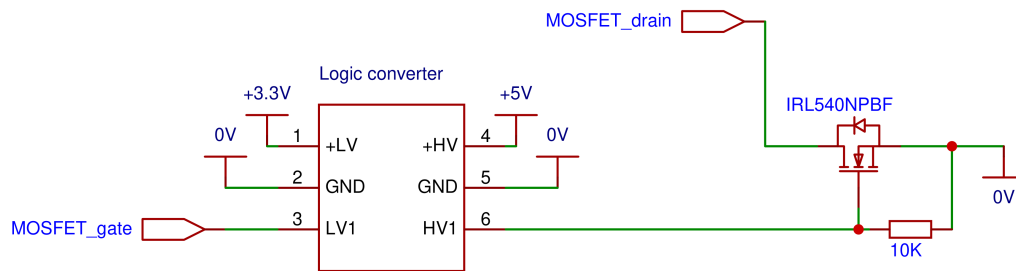 MOSFET_drain
Logic converter
+3.3V
+5V
IRL540NPBF
0V
0V
1
+LV
+HV
4
2
GND
GND
5
0V
MOSFET_gate
3
LV1
HV1
6
10K